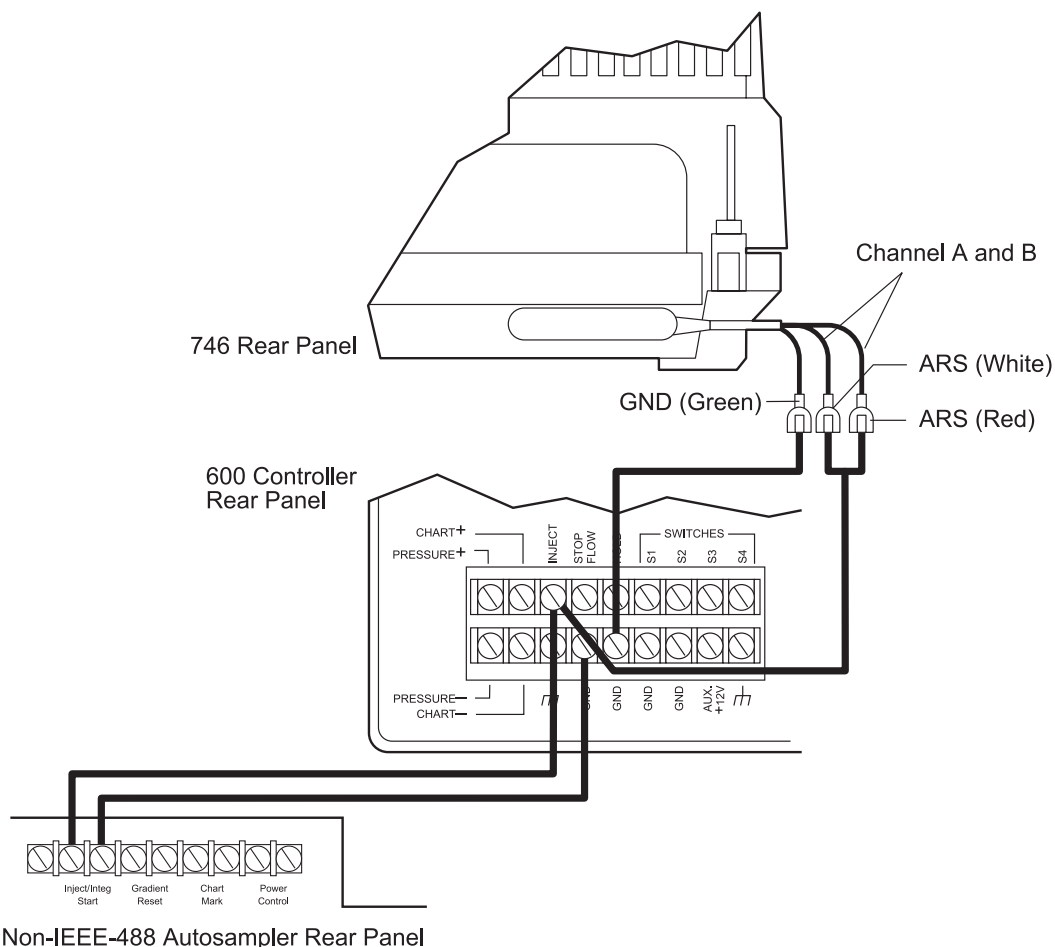 Channel A and B
746 Rear Panel
ARS (White)
GND (Green)
ARS (Red)
600 Controller
Rear Panel
CHART+
PRESSURE+
INJECT
STOP
FLOW
SWITCHES
S1
S2
S3
S4
PRESSURE−
CHART−
GND
GND
GND
GND
AUX.
+12V
Inject/Integ
Start
Gradient
Reset
Chart
Mark
Power
Control
Non-IEEE-488 Autosampler Rear Panel